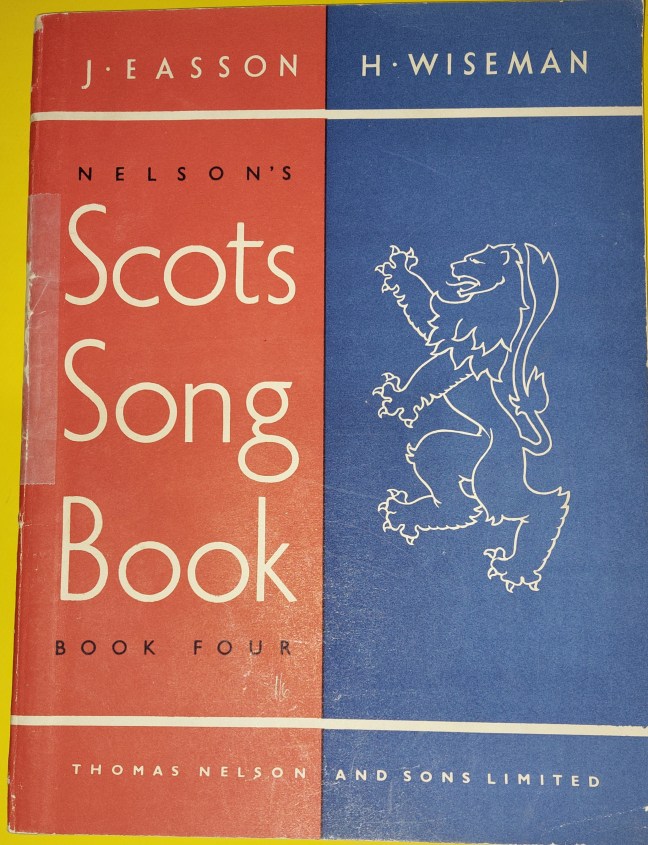 J · EASSON H · WISEMAN
NELSON'S
Scots
Song
Book
BOOK FOUR
THOMAS NELSON AND SONS LIMITED